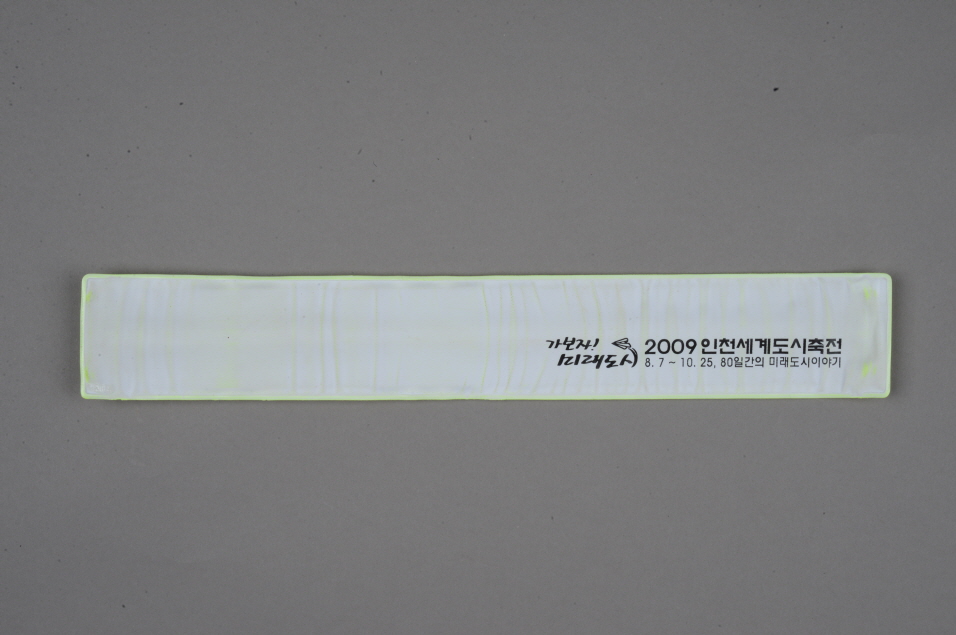 가보자!
미래도시
2009 인천세계도시축전
8. 7 ~ 10. 25, 80일간의 미래도시이야기